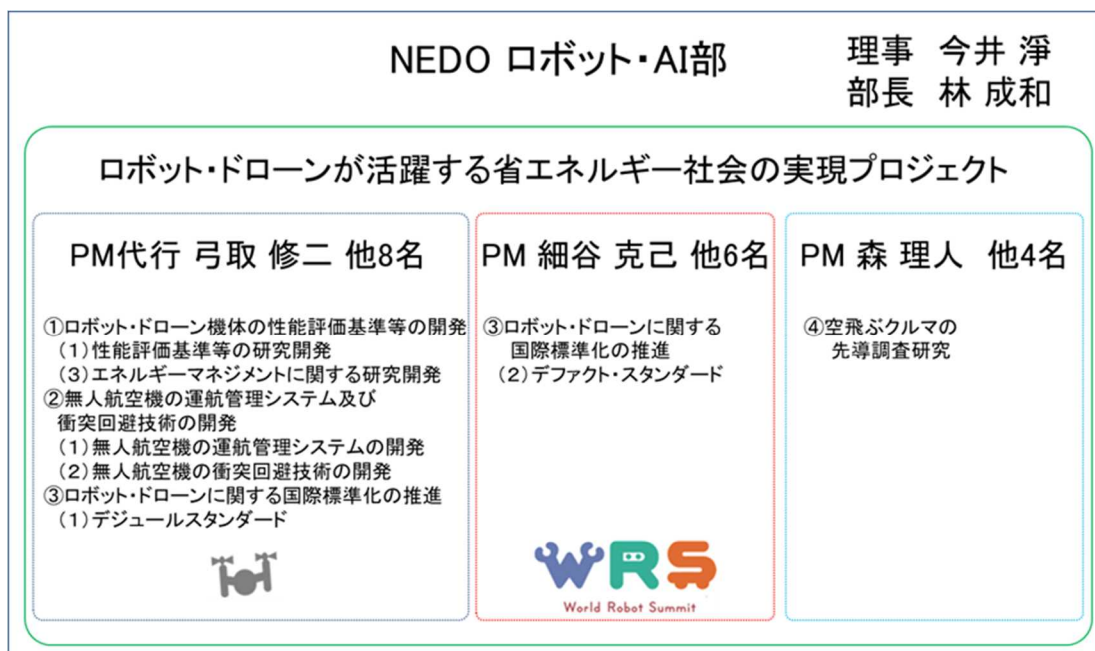 NEDO ロボット・AI部
理事 今井 淨
部長 林 成和
ロボット・ドローンが活躍する省エネルギー社会の実現プロジェクト
PM代行 弓取 修二 他8名
①ロボット・ドローン機体の性能評価基準等の開発
(1)性能評価基準等の研究開発
(3)エネルギーマネジメントに関する研究開発
②無人航空機の運航管理システム及び
衝突回避技術の開発
(1)無人航空機の運航管理システムの開発
(2)無人航空機の衝突回避技術の開発
③ロボット・ドローンに関する国際標準化の推進
(1)デジュールスタンダード
PM 細谷 克己 他6名
③ロボット・ドローンに関する
国際標準化の推進
(2)デファクト・スタンダード
WRS
World Robot Summit
PM 森 理人 他4名
④空飛ぶクルマの
先導調査研究